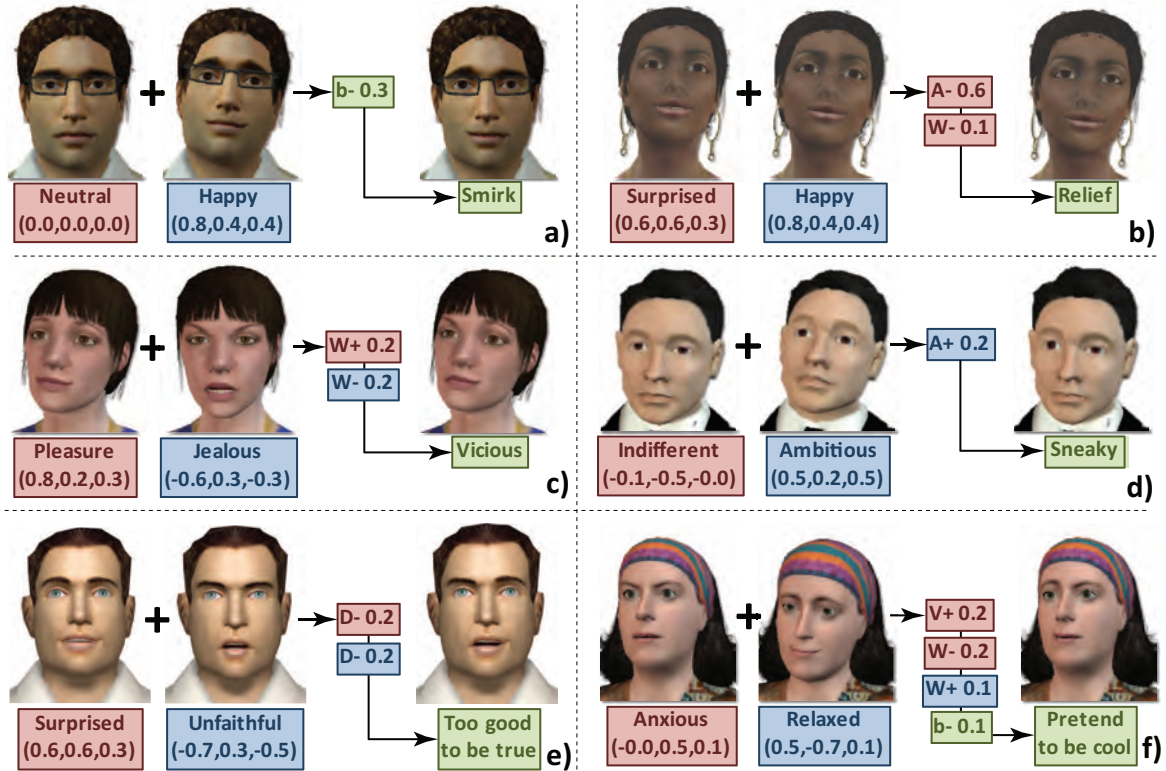 +
b- 0.3
Neutral
(0.0,0.0,0.0)
Happy
(0.8,0.4,0.4)
Smirk
a)
+
A- 0.6
W- 0.1
Surprised
(0.6,0.6,0.3)
Happy
(0.8,0.4,0.4)
Relief
b)
+
W+ 0.2
W- 0.2
Pleasure
(0.8,0.2,0.3)
Jealous
(-0.6,0.3,-0.3)
Vicious
c)
+
A+ 0.2
Indifferent
(-0.1,-0.5,-0.0)
Ambitious
(0.5,0.2,0.5)
Sneaky
d)
+
D- 0.2
D- 0.2
Surprised
(0.6,0.6,0.3)
Unfaithful
(-0.7,0.3,-0.5)
Too good
to be true
e)
+
V+ 0.2
W- 0.2
W+ 0.1
b- 0.1
Anxious
(-0.0,0.5,0.1)
Relaxed
(0.5,-0.7,0.1)
Pretend
to be cool
f)